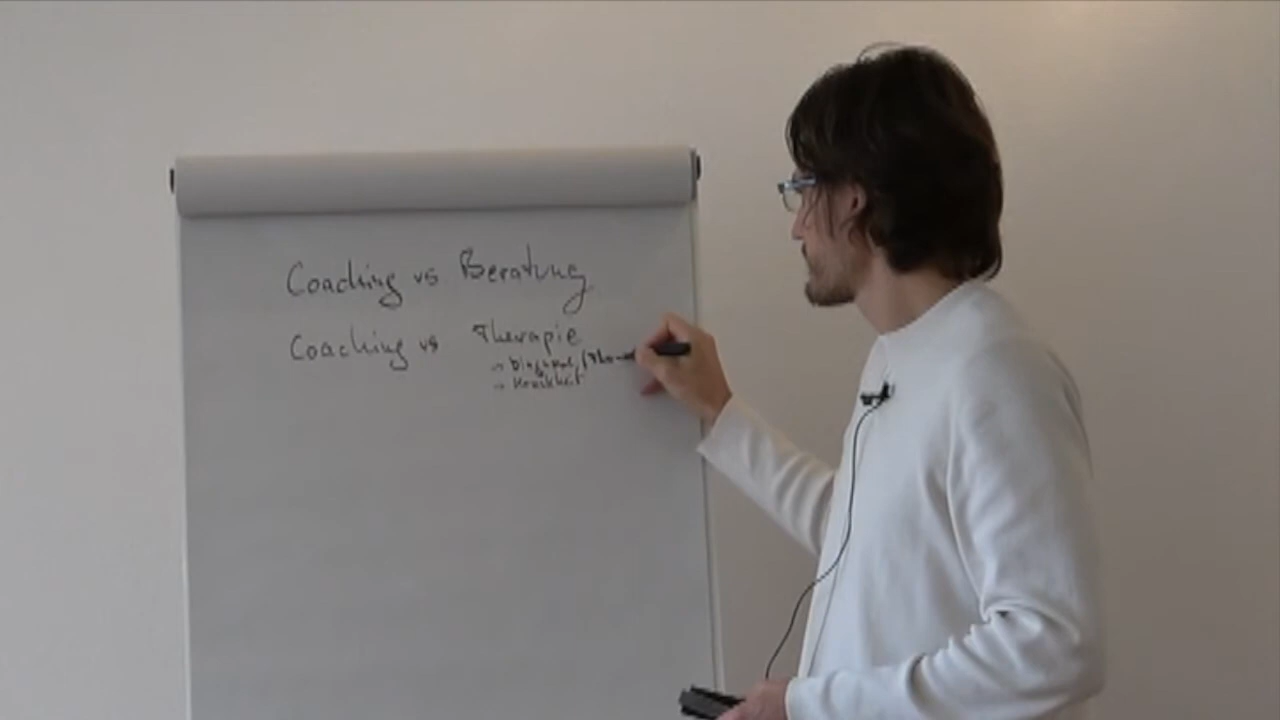 Coaching vs Beratung
Coaching vs Therapie
→ Diagnose /
→ Krankheit